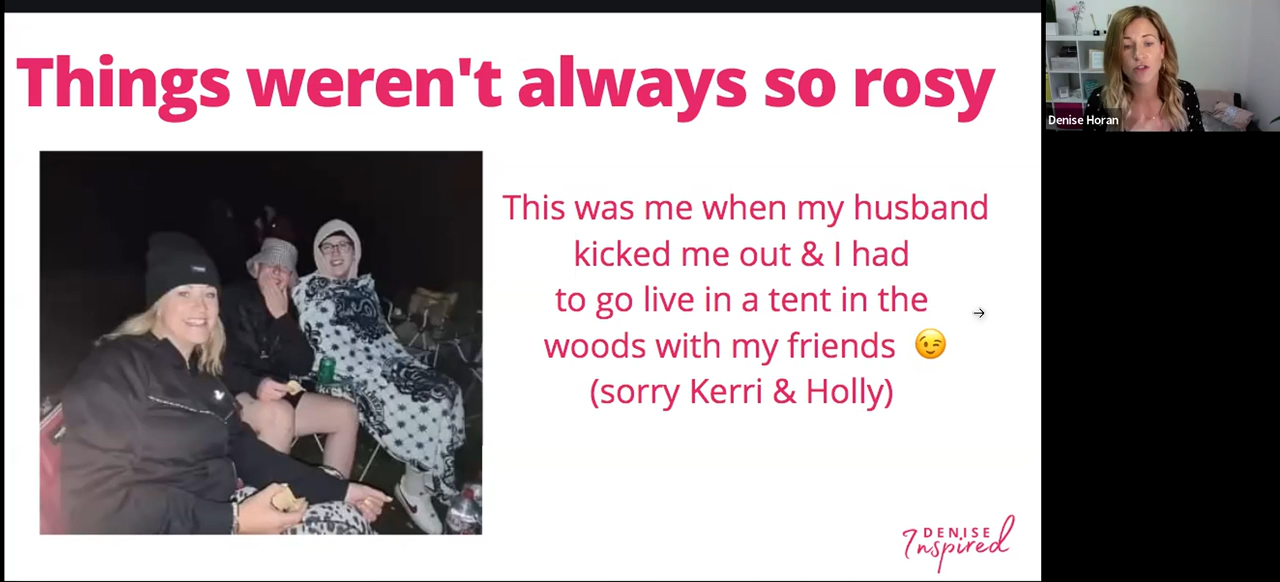 Things weren't always so rosy
This was me when my husband
kicked me out & I had
to go live in a tent in the
woods with my friends 😉
(sorry Kerri & Holly)
DENISE
Inspired
Denise Horan